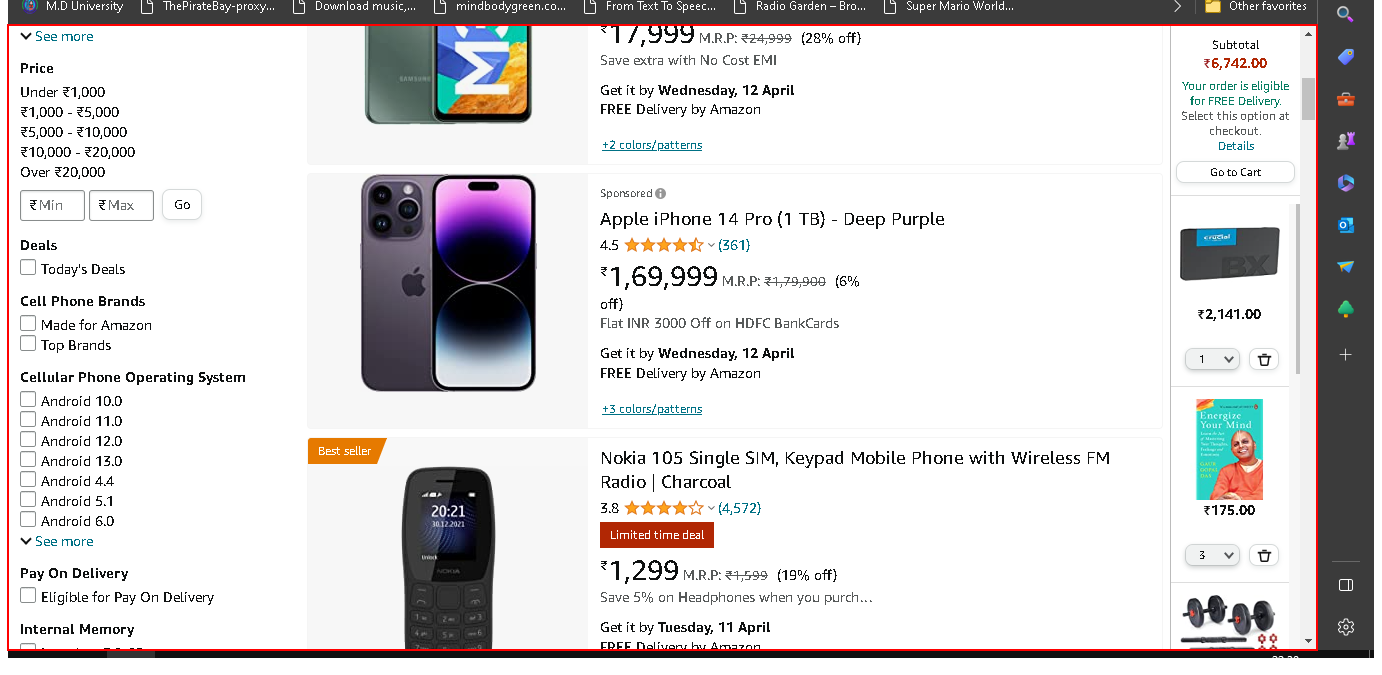 M.D University
ThePirateBay-proxy...
Download music,...
mindbodygreen.co...
From Text To Speec...
Radio Garden – Bro...
Super Mario World...
Other favorites
See more
Price
Under ₹1,000
₹1,000 - ₹5,000
₹5,000 - ₹10,000
₹10,000 - ₹20,000
Over ₹20,000
₹ Min
₹ Max
Go
Deals
Today's Deals
Cell Phone Brands
Made for Amazon
Top Brands
Cellular Phone Operating System
Android 10.0
Android 11.0
Android 12.0
Android 13.0
Android 4.4
Android 5.1
Android 6.0
See more
Pay On Delivery
Eligible for Pay On Delivery
Internal Memory
SAMSUNG
₹17,999 M.R.P: ₹24,999 (28% off)
Save extra with No Cost EMI
Get it by Wednesday, 12 April
FREE Delivery by Amazon
+2 colors/patterns
Sponsored
Apple iPhone 14 Pro (1 TB) - Deep Purple
4.5 (361)
₹1,69,999 M.R.P: ₹1,79,900 (6%
off)
Flat INR 3000 Off on HDFC BankCards
Get it by Wednesday, 12 April
FREE Delivery by Amazon
+3 colors/patterns
Best seller
20:21
30.12.2021
Unlock
NOKIA
Nokia 105 Single SIM, Keypad Mobile Phone with Wireless FM
Radio | Charcoal
3.8 (4,572)
Limited time deal
₹1,299 M.R.P: ₹1,599 (19% off)
Save 5% on Headphones when you purch...
Get it by Tuesday, 11 April
FREE Delivery by Amazon
Subtotal
₹6,742.00
Your order is eligible
for FREE Delivery.
Select this option at
checkout.
Details
Go to Cart
crucial
BX
₹2,141.00
1
Energize
Your Mind
GAUR
GOPAL
DAS
₹175.00
3